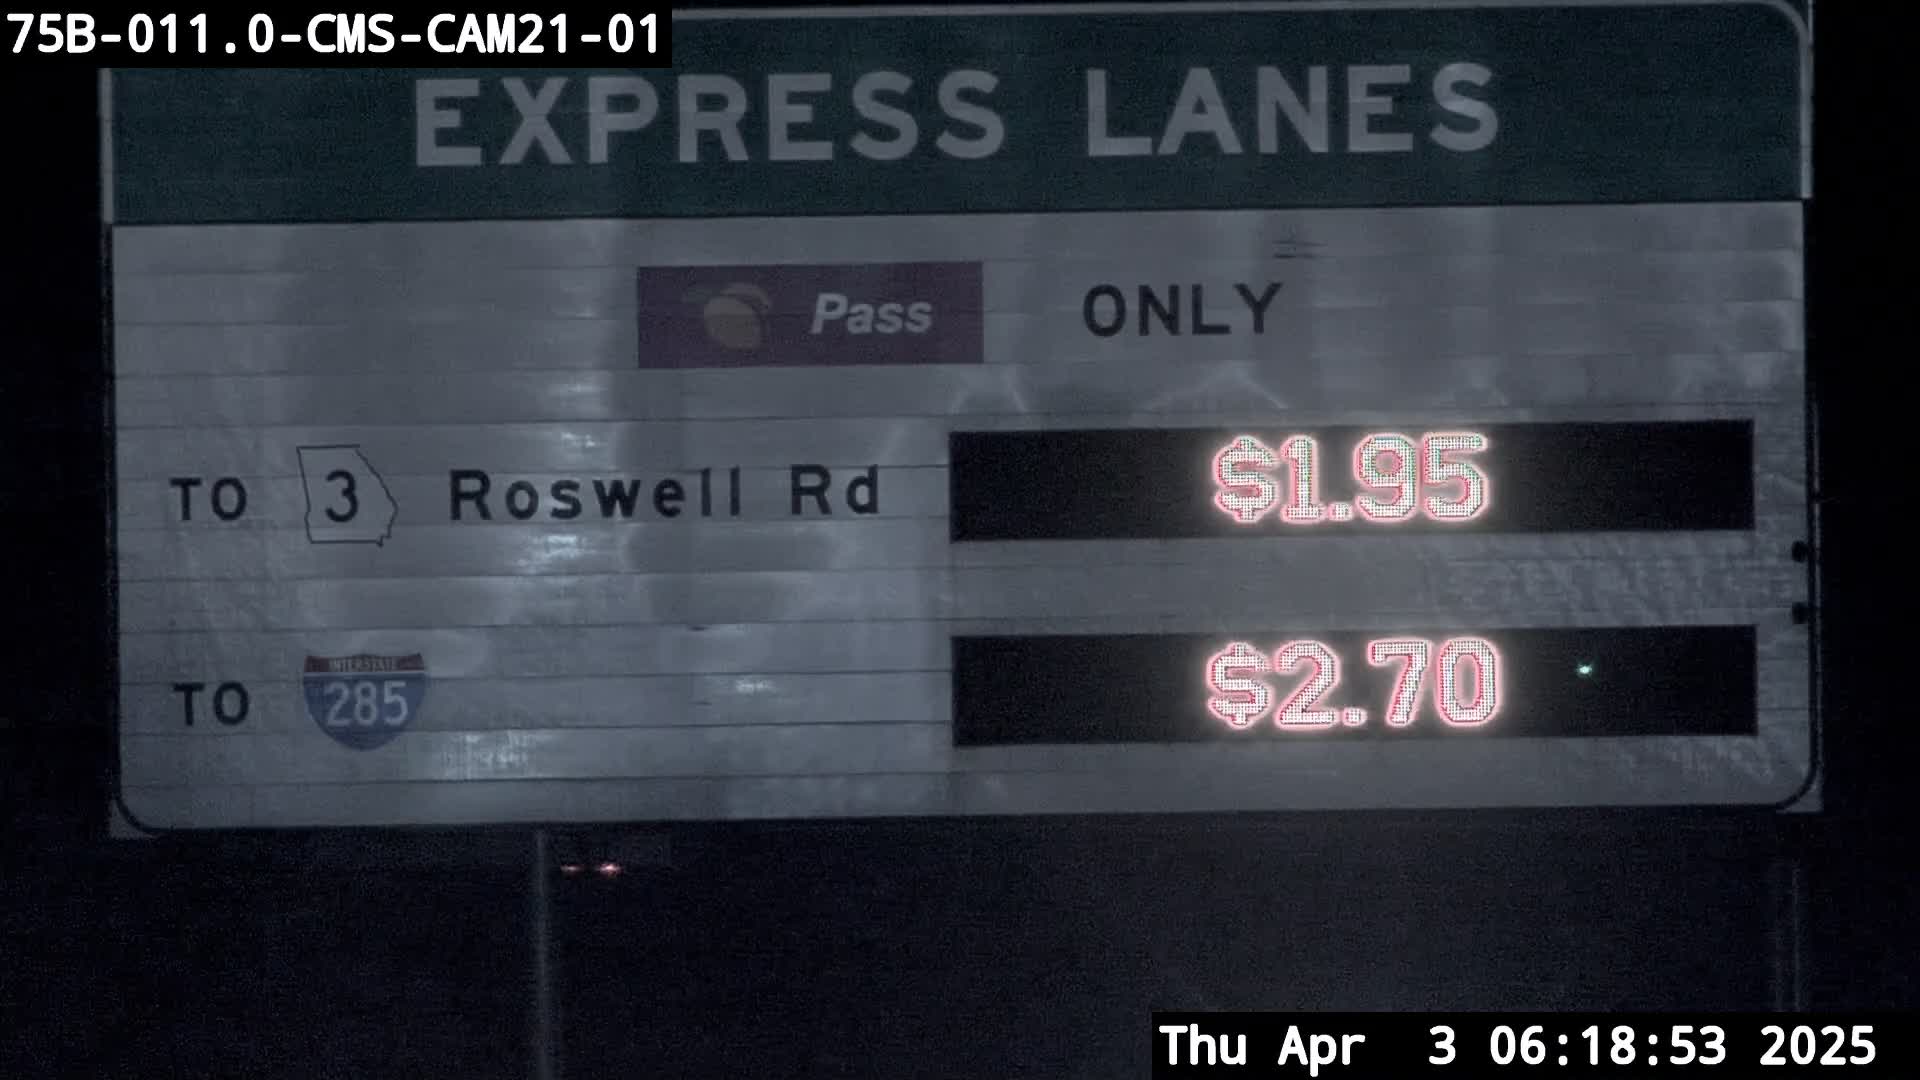 75B-011.0-CMS-CAM21-01
EXPRESS LANES
Pass ONLY
TO 3 Roswell Rd $1.95
INTERSTATE
TO 285 $2.70
Thu Apr 3 06:18:53 2025